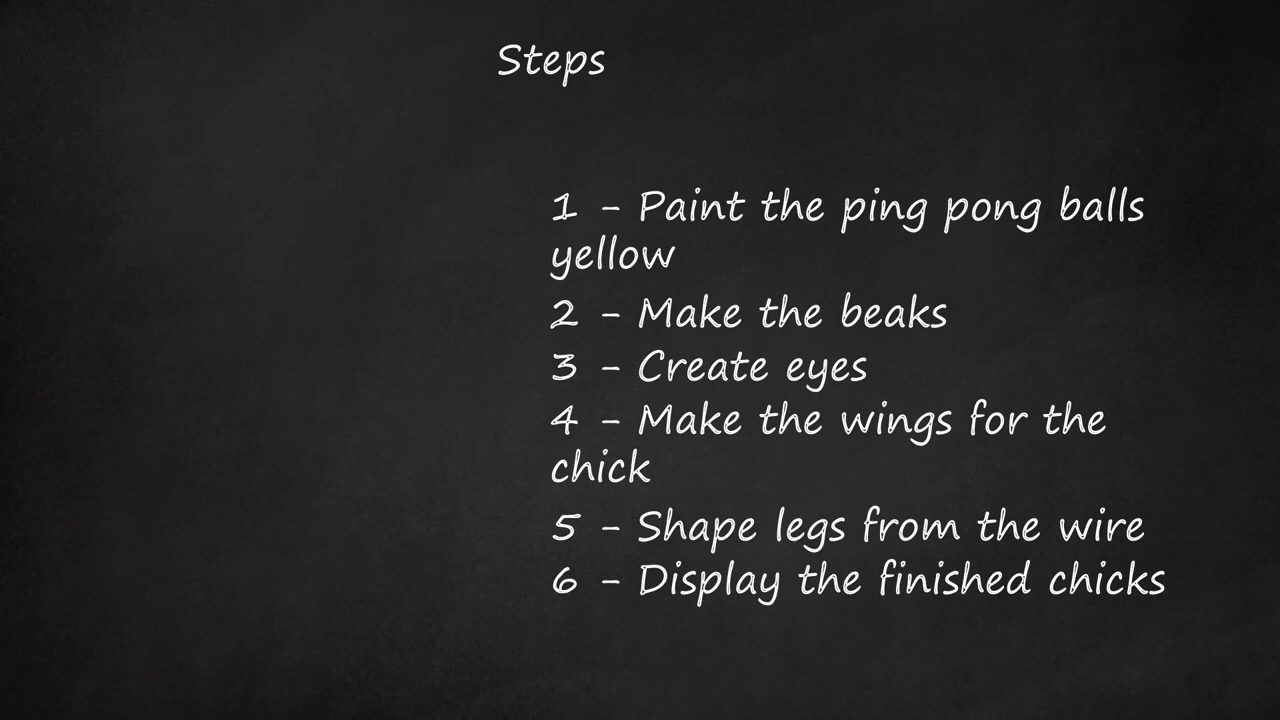 Steps
1 - Paint the ping pong balls
yellow
2 - Make the beaks
3 - Create eyes
4 - Make the wings for the
chick
5 - Shape legs from the wire
6 - Display the finished chicks